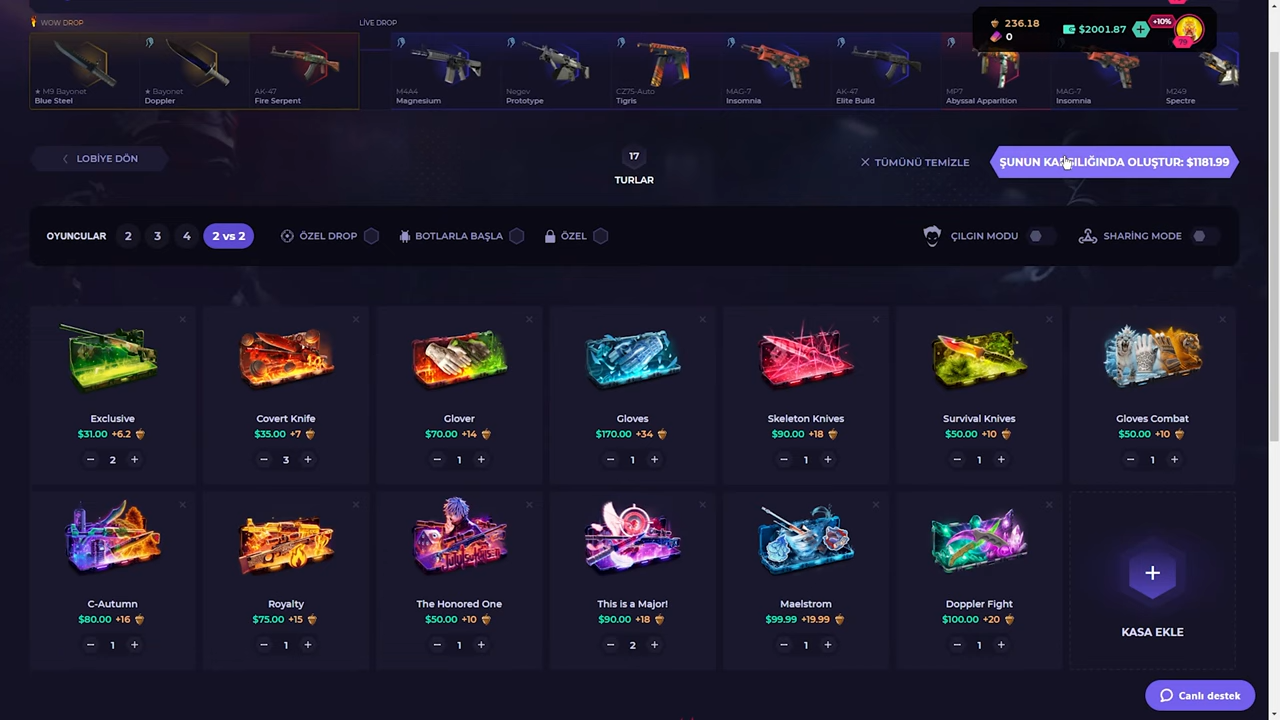 WOW DROP
LİVE DROP
236.18
0
$2001.87
+10%
79
★ M9 Bayonet
Blue Steel
★ Bayonet
Doppler
AK-47
Fire Serpent
M4A4
Magnesium
Negev
Prototype
CZ75-Auto
Tigris
MAG-7
Insomnia
AK-47
Elite Build
MP7
Abyssal Apparition
MAG-7
Insomnia
M249
Spectre
LOBİYE DÖN
17
TURLAR
TÜMÜNÜ TEMİZLE
ŞUNUN KARŞILIĞINDA OLUŞTUR: $1181.99
OYUNCULAR
2
3
4
2 vs 2
ÖZEL DROP
BOTLARLA BAŞLA
ÖZEL
ÇILGIN MODU
SHARİNG MODE
Exclusive
$31.00 +6.2
2
Covert Knife
$35.00 +7
3
Glover
$70.00 +14
1
Gloves
$170.00 +34
1
Skeleton Knives
$90.00 +18
1
Survival Knives
$50.00 +10
1
Gloves Combat
$50.00 +10
1
C-Autumn
$80.00 +16
1
Royalty
$75.00 +15
1
The Honored One
$50.00 +10
1
This is a Major!
$90.00 +18
2
Maelstrom
$99.99 +19.99
1
Doppler Fight
$100.00 +20
1
KASA EKLE
Canlı destek